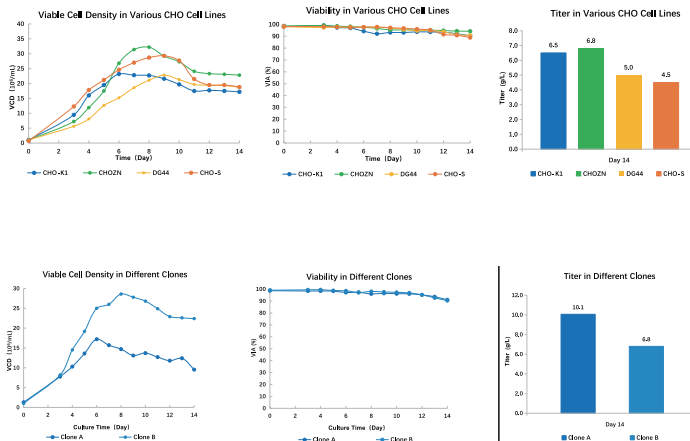 Viable Cell Density in Various CHO Cell Lines
VCD (10⁶/mL)
40
35
30
25
20
15
10
5
0
0 2 4 6 8 10 12 14
Time (Day)
CHO-K1 CHOZN DG44 CHO-S
Viability in Various CHO Cell Lines
VIA (%)
100
90
80
70
60
50
40
30
20
10
0
0 2 4 6 8 10 12 14
Time (Day)
CHO-K1 CHOZN DG44 CHO-S
Titer in Various CHO Cell Lines
Titer (g/L)
8.0
7.0
6.0
5.0
4.0
3.0
2.0
1.0
0.0
6.5 6.8 5.0 4.5
Day 14
CHO-K1 CHOZN DG44 CHO-S
Viable Cell Density in Different Clones
VCD (10⁶/mL)
30
25
20
15
10
5
0
0 2 4 6 8 10 12 14
Culture Time (Day)
Clone A Clone B
Viability in Different Clones
VIA (%)
100
90
80
70
60
50
40
30
20
10
0
0 2 4 6 8 10 12 14
Culture Time (Day)
Clone A Clone B
Titer in Different Clones
Titer (g/L)
12.0
10.0
8.0
6.0
4.0
2.0
0.0
10.1 6.8
Day 14
Clone A Clone B